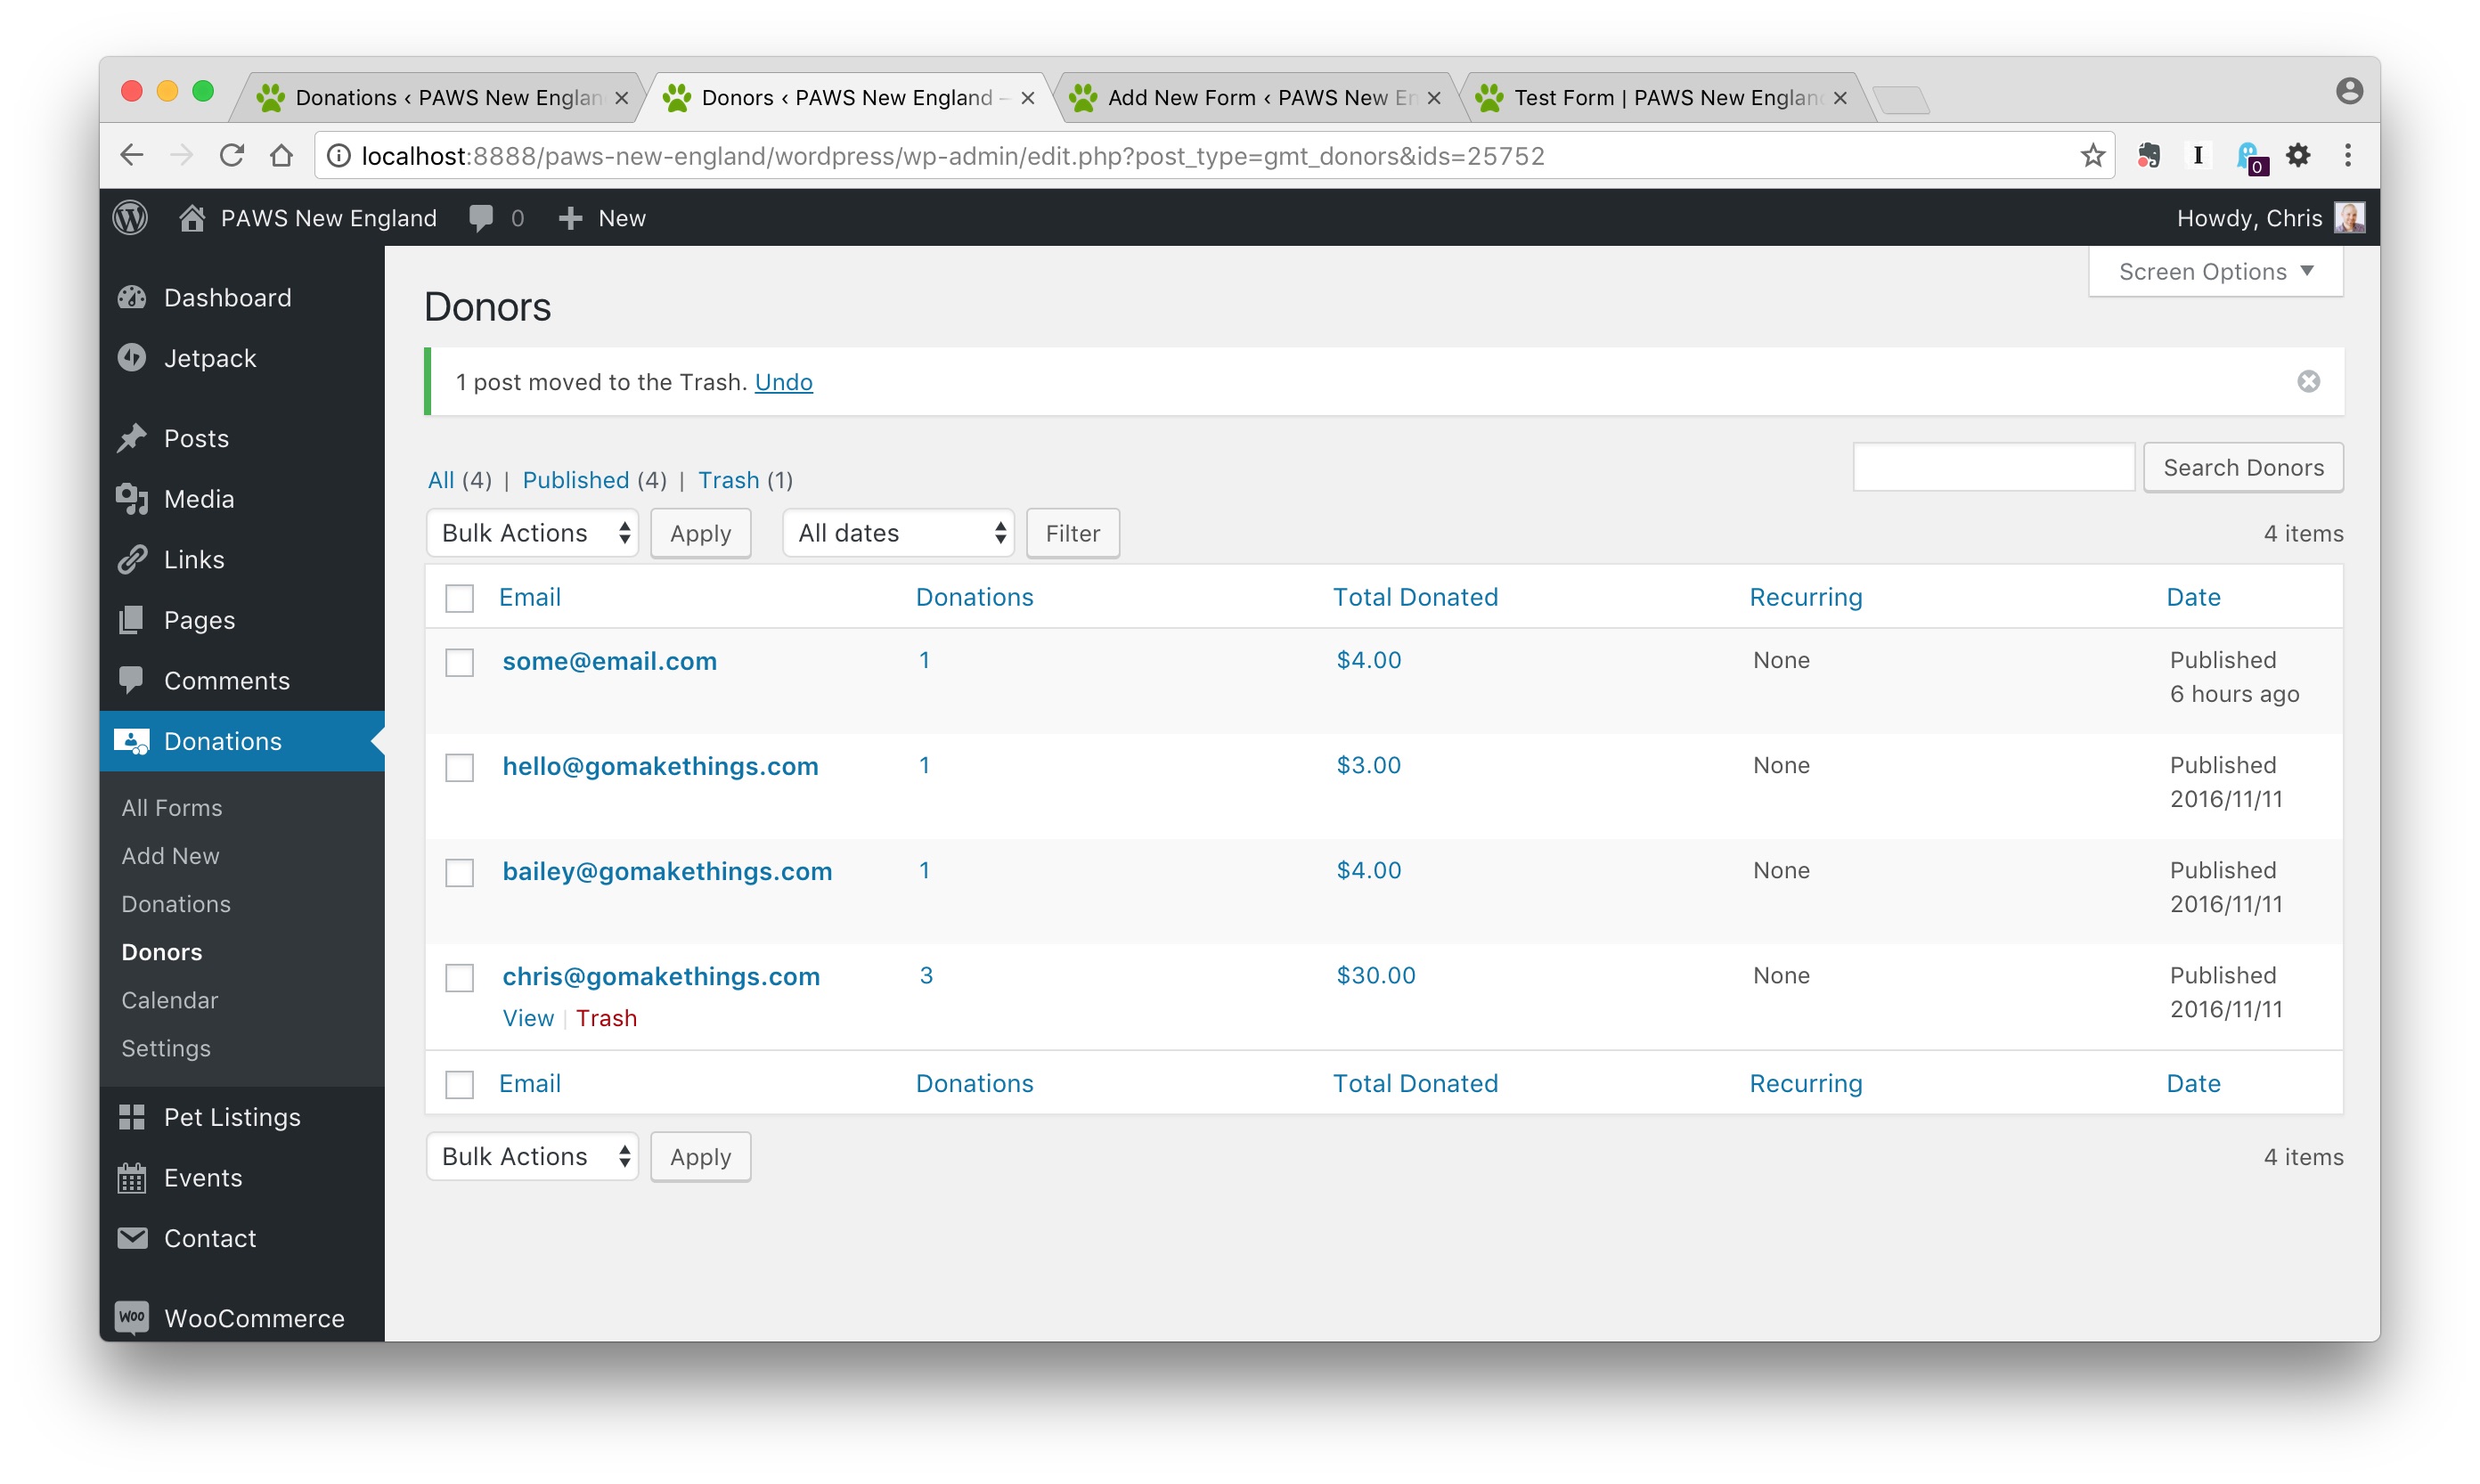 Donations ‹ PAWS New Englan
Donors ‹ PAWS New England –
Add New Form ‹ PAWS New En
Test Form | PAWS New England
localhost:8888/paws-new-england/wordpress/wp-admin/edit.php?post_type=gmt_donors&ids=25752
I
0
PAWS New England
0
New
Howdy, Chris
Dashboard
Jetpack
Posts
Media
Links
Pages
Comments
Donations
All Forms
Add New
Donations
Donors
Calendar
Settings
Pet Listings
Events
Contact
Woo WooCommerce
Screen Options
Donors
1 post moved to the Trash. Undo
All (4) | Published (4) | Trash (1)
Search Donors
Bulk Actions Apply All dates Filter 4 items
Email Donations Total Donated Recurring Date
some@email.com 1 $4.00 None Published
6 hours ago
hello@gomakethings.com 1 $3.00 None Published
2016/11/11
bailey@gomakethings.com 1 $4.00 None Published
2016/11/11
chris@gomakethings.com 3 $30.00 None Published
2016/11/11
View | Trash
Email Donations Total Donated Recurring Date
Bulk Actions Apply 4 items